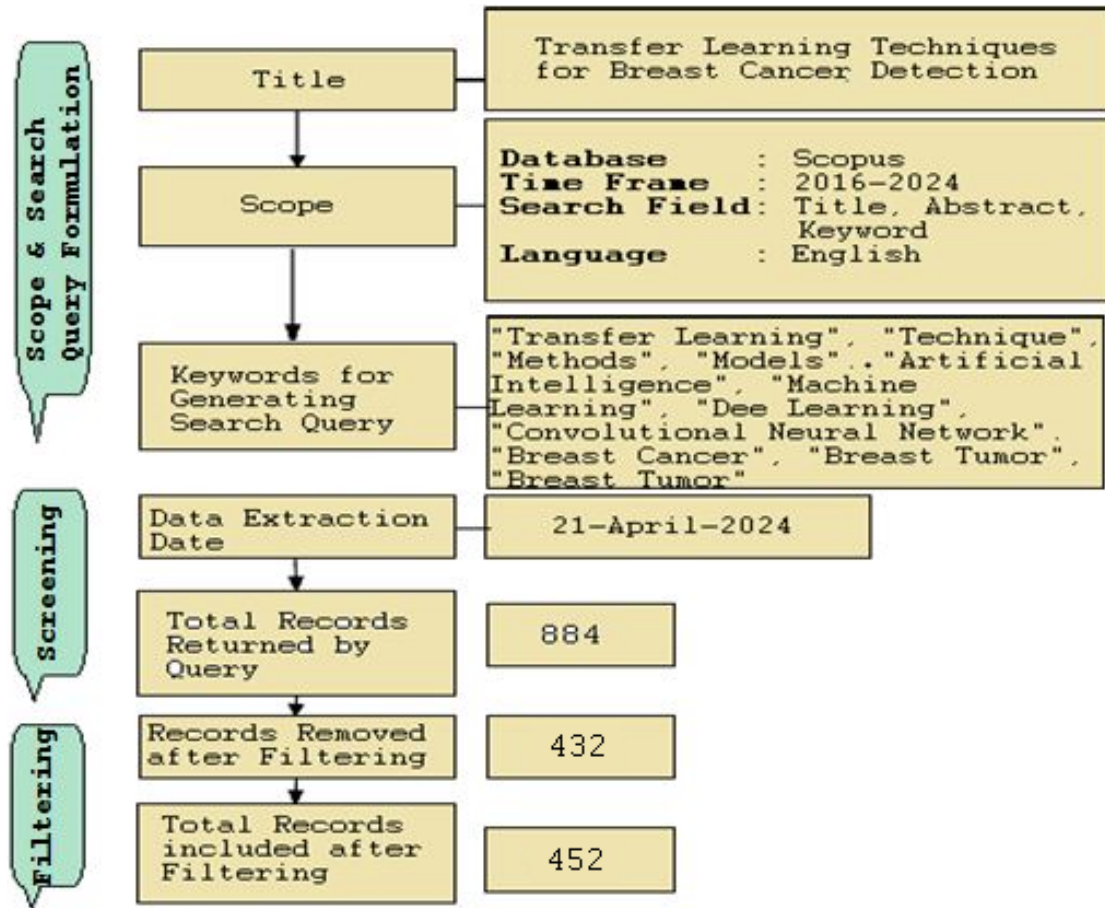 Scope & Search
Query Formulation
Title
Transfer Learning Techniques
for Breast Cancer Detection
Scope
Database : Scopus
Time Frame : 2016-2024
Search Field: Title, Abstract,
Keyword
Language : English
Keywords for
Generating
Search Query
"Transfer Learning", "Technique",
"Methods", "Models".."Artificial
Intelligence", "Machine
Learning", "Dee Learning",
"Convolutional Neural Network".
"Breast Cancer", "Breast Tumor",
"Breast Tumor"
Screening
Data Extraction
Date
21-April-2024
Total Records
Returned by
Query
884
Filtering
Records Removed
after Filtering
432
Total Records
included after
Filtering
452